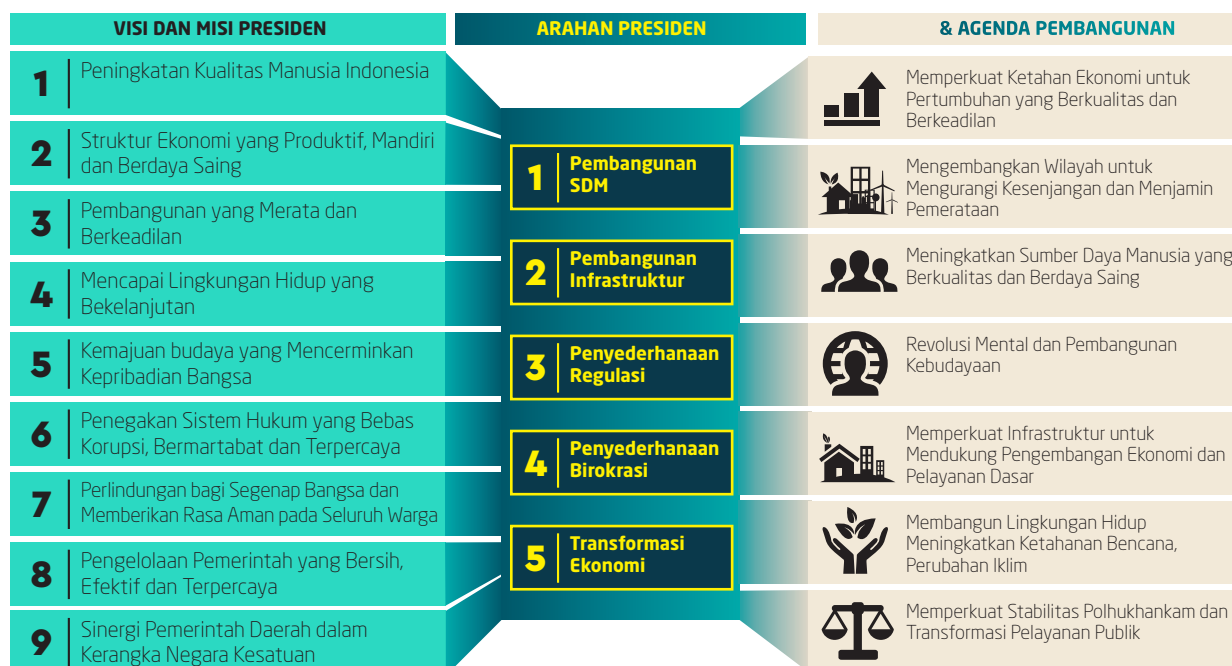 VISI DAN MISI PRESIDEN
1
Peningkatan Kualitas Manusia Indonesia
2
Struktur Ekonomi yang Produktif, Mandiri
dan Berdaya Saing
3
Pembangunan yang Merata dan
Berkeadilan
4
Mencapai Lingkungan Hidup yang
Bekelanjutan
5
Kemajuan budaya yang Mencerminkan
Kepribadian Bangsa
6
Penegakan Sistem Hukum yang Bebas
Korupsi, Bermartabat dan Terpercaya
7
Perlindungan bagi Segenap Bangsa dan
Memberikan Rasa Aman pada Seluruh Warga
8
Pengelolaan Pemerintah yang Bersih,
Efektif dan Terpercaya
9
Sinergi Pemerintah Daerah dalam
Kerangka Negara Kesatuan
ARAHAN PRESIDEN
1
Pembangunan
SDM
2
Pembangunan
Infrastruktur
3
Penyederhanaan
Regulasi
4
Penyederhanaan
Birokrasi
5
Transformasi
Ekonomi
& AGENDA PEMBANGUNAN
Memperkuat Ketahan Ekonomi untuk
Pertumbuhan yang Berkualitas dan
Berkeadilan
Mengembangkan Wilayah untuk
Mengurangi Kesenjangan dan Menjamin
Pemerataan
Meningkatkan Sumber Daya Manusia yang
Berkualitas dan Berdaya Saing
Revolusi Mental dan Pembangunan
Kebudayaan
Memperkuat Infrastruktur untuk
Mendukung Pengembangan Ekonomi dan
Pelayanan Dasar
Membangun Lingkungan Hidup
Meningkatkan Ketahanan Bencana,
Perubahan Iklim
Memperkuat Stabilitas Polhukhankam dan
Transformasi Pelayanan Publik